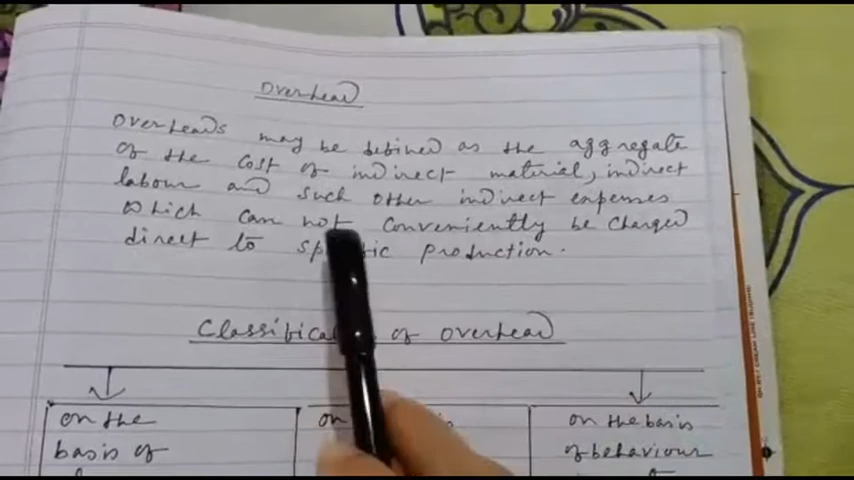 Overhead
Overheads may be defined as the aggregate
of the cost of indirect material, indirect
labour and such other indirect expenses
which can not conveniently be charged
direct to production.
Classification of overhead
on the
basis of
on
on the basis
of behaviour